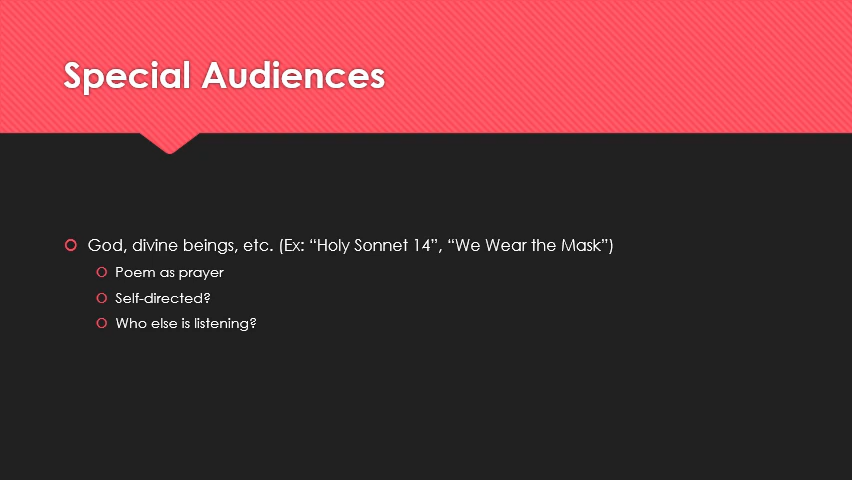 Special Audiences
God, divine beings, etc. (Ex: “Holy Sonnet 14”, “We Wear the Mask”)
Poem as prayer
Self-directed?
Who else is listening?